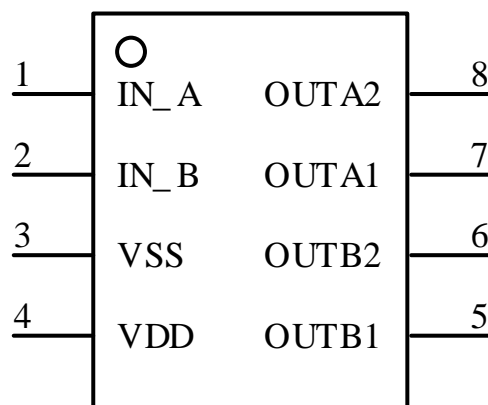 1 IN_A OUTA2 8
2 IN_B OUTA1 7
3 VSS OUTB2 6
4 VDD OUTB1 5